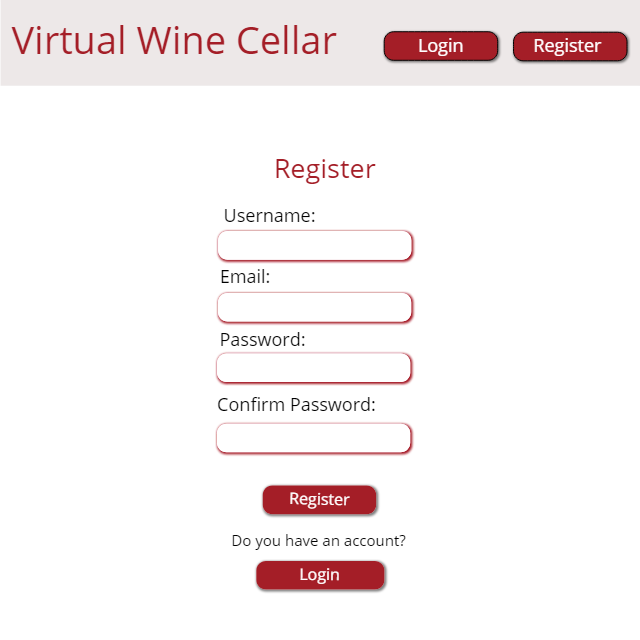 Virtual Wine Cellar
Login
Register
Register
Username:
Email:
Password:
Confirm Password:
Register
Do you have an account?
Login